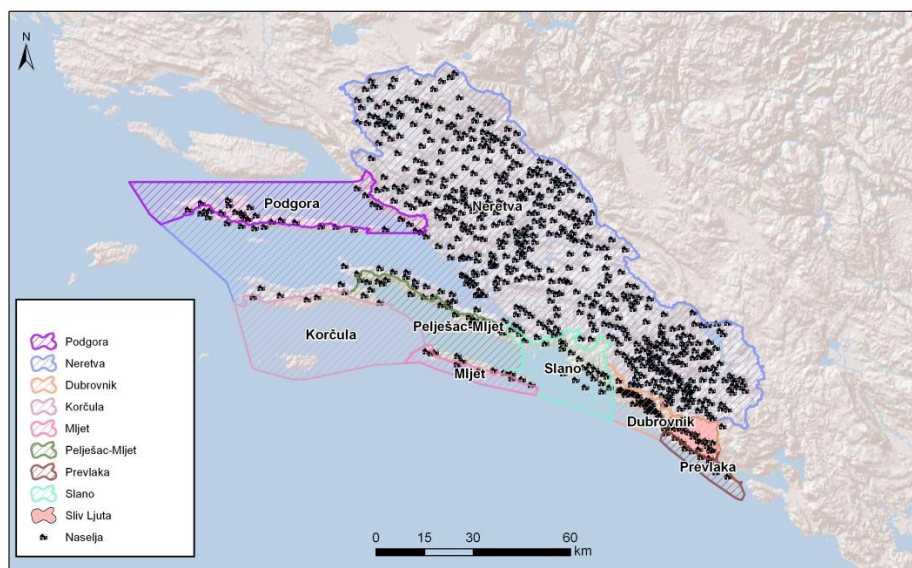 N
Podgora
Neretva
Korčula
Pelješac-Mljet
Mljet
Slano
Dubrovnik
Prevlaka
Podgora
Neretva
Dubrovnik
Korčula
Mljet
Pelješac-Mljet
Prevlaka
Slano
Sliv Ljuta
Naselja
0 15 30 60
km